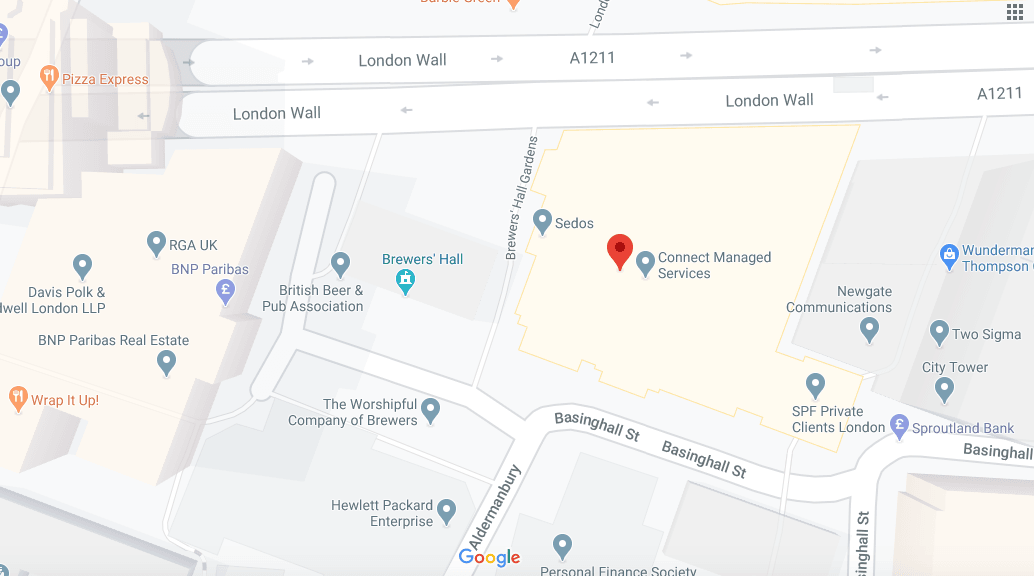 Barbie Green
London
London Wall
A1211
oup
Pizza Express
London Wall
London Wall
A1211
Brewers' Hall Gardens
Sedos
RGA UK
BNP Paribas
Brewers' Hall
Connect Managed
Services
Wunderman
Thompson
Davis Polk &
dwell London LLP
British Beer &
Pub Association
Newgate
Communications
BNP Paribas Real Estate
Two Sigma
City Tower
Wrap It Up!
The Worshipful
Company of Brewers
SPF Private
Clients London
Basinghall St
Basinghall St
Sproutland Bank
Basinghall
Hewlett Packard
Enterprise
Aldermanbury
Google
Personal Finance Society
singhall St